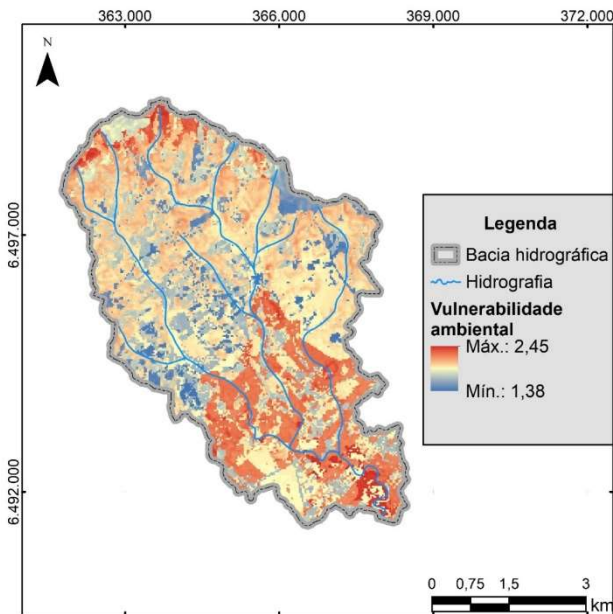 363.000 366.000 369.000 372.000
N
6.497.000
6.492.000
Legenda
Bacia hidrográfica
Hidrografia
Vulnerabilidade
ambiental
Máx.: 2,45
Mín.: 1,38
0 0,75 1,5 3
km